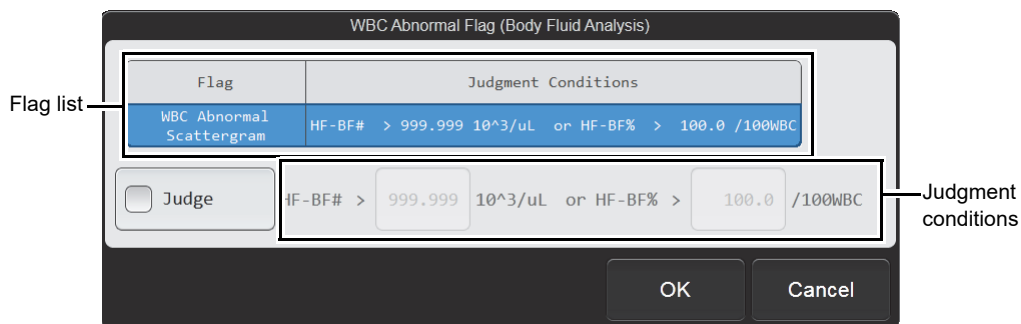 WBC Abnormal Flag (Body Fluid Analysis)
Flag Judgment Conditions
Flag list
WBC Abnormal
Scattergram
HF-BF# > 999.999 10^3/uL or HF-BF% > 100.0 /100WBC
Judge
HF-BF# > 999.999 10^3/uL or HF-BF% > 100.0 /100WBC
Judgment
conditions
OK Cancel